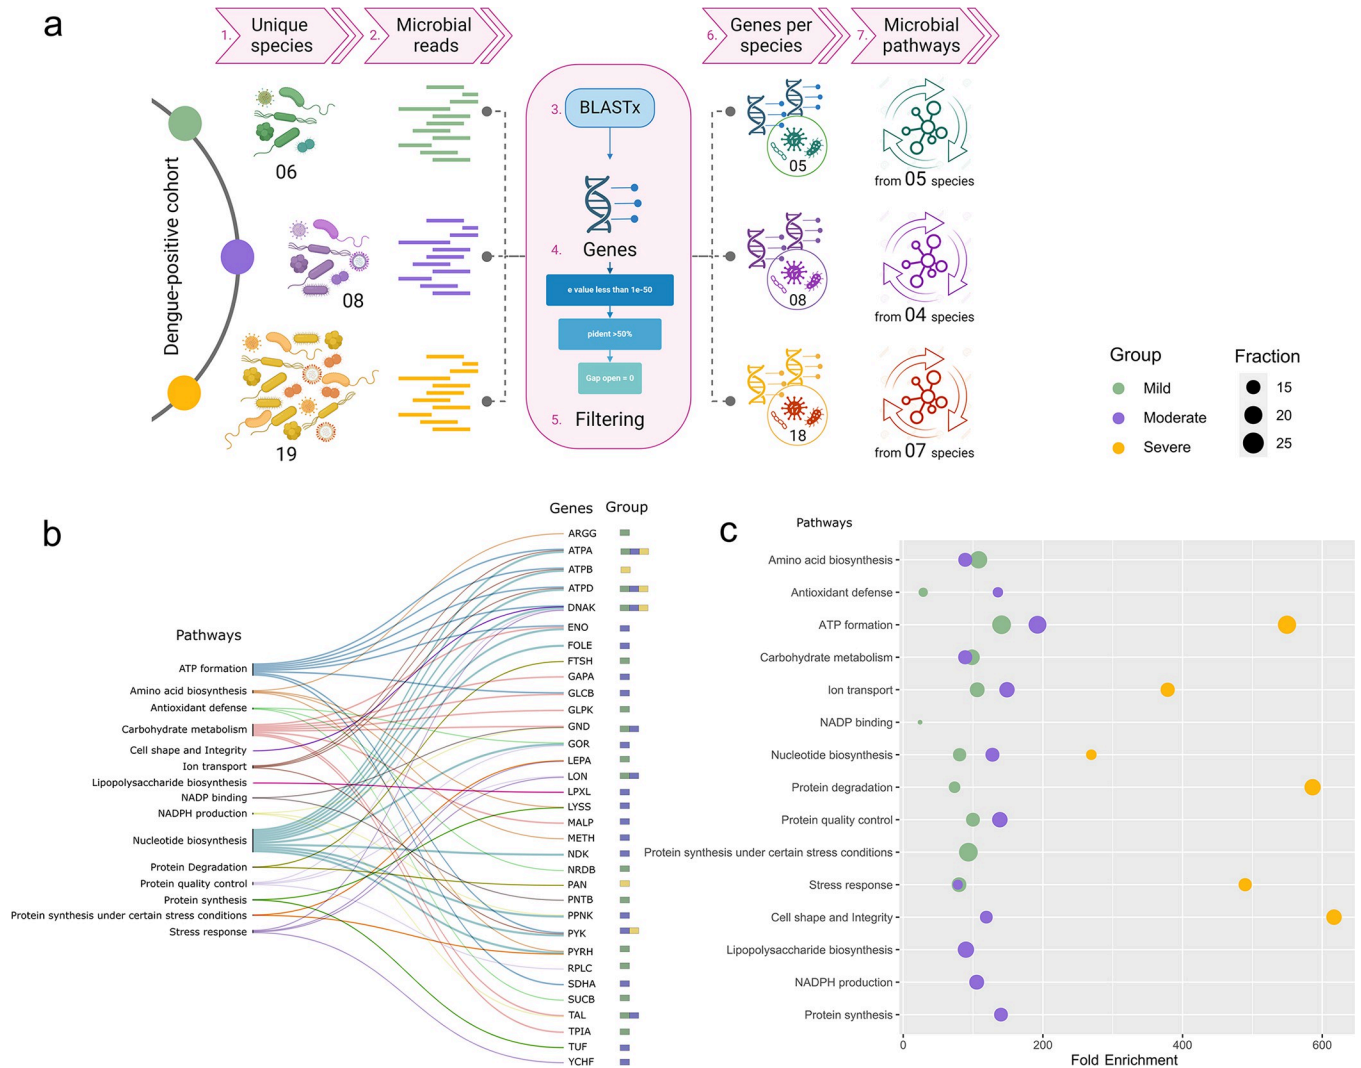 a
1. Unique species
2. Microbial reads
6. Genes per species
7. Microbial pathways
Dengue-positive cohort
06
08
19
3. BLASTx
4. Genes
e value less than 1e-50
pident >50%
Gap open = 0
5. Filtering
05
08
18
from 05 species
from 04 species
from 07 species
Group
Mild
Moderate
Severe
Fraction
15
20
25
b
Pathways
ATP formation
Amino acid biosynthesis
Antioxidant defense
Carbohydrate metabolism
Cell shape and Integrity
Ion transport
Lipopolysaccharide biosynthesis
NADP binding
NADPH production
Nucleotide biosynthesis
Protein Degradation
Protein quality control
Protein synthesis
Protein synthesis under certain stress conditions
Stress response
Genes Group
ARGG
ATPA
ATPB
ATPD
DNAK
ENO
FOLE
FTSH
GAPA
GLCB
GLPK
GND
GOR
LEPA
LON
LPXL
LYSS
MALP
METH
NDK
NRDB
PAN
PNTB
PPNK
PYK
PYRH
RPLC
SDHA
SUCB
TAL
TPIA
TUF
YCHF
c
Pathways
Amino acid biosynthesis
Antioxidant defense
ATP formation
Carbohydrate metabolism
Ion transport
NADP binding
Nucleotide biosynthesis
Protein degradation
Protein quality control
Protein synthesis under certain stress conditions
Stress response
Cell shape and Integrity
Lipopolysaccharide biosynthesis
NADPH production
Protein synthesis
0 200 400 600
Fold Enrichment